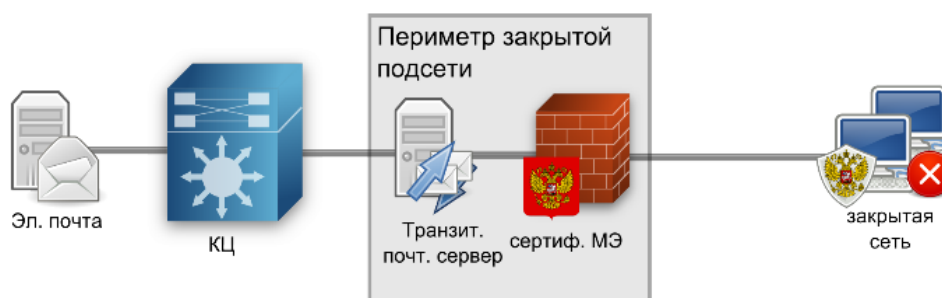 Периметр закрытой
подсети
Эл. почта
КЦ
Транзит.
почт. сервер
сертиф. МЭ
закрытая
сеть